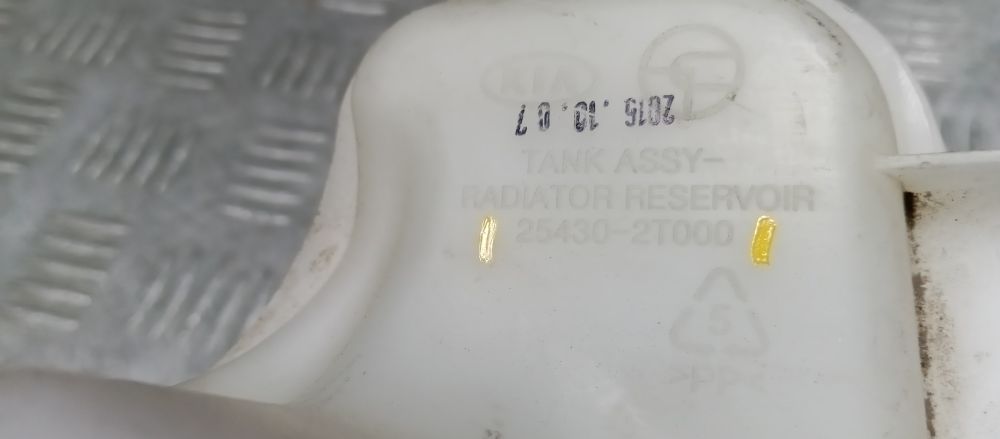 KIA
2015.10.07
TANK ASSY-
RADIATOR RESERVOIR
25430-2T000
5
>PP<